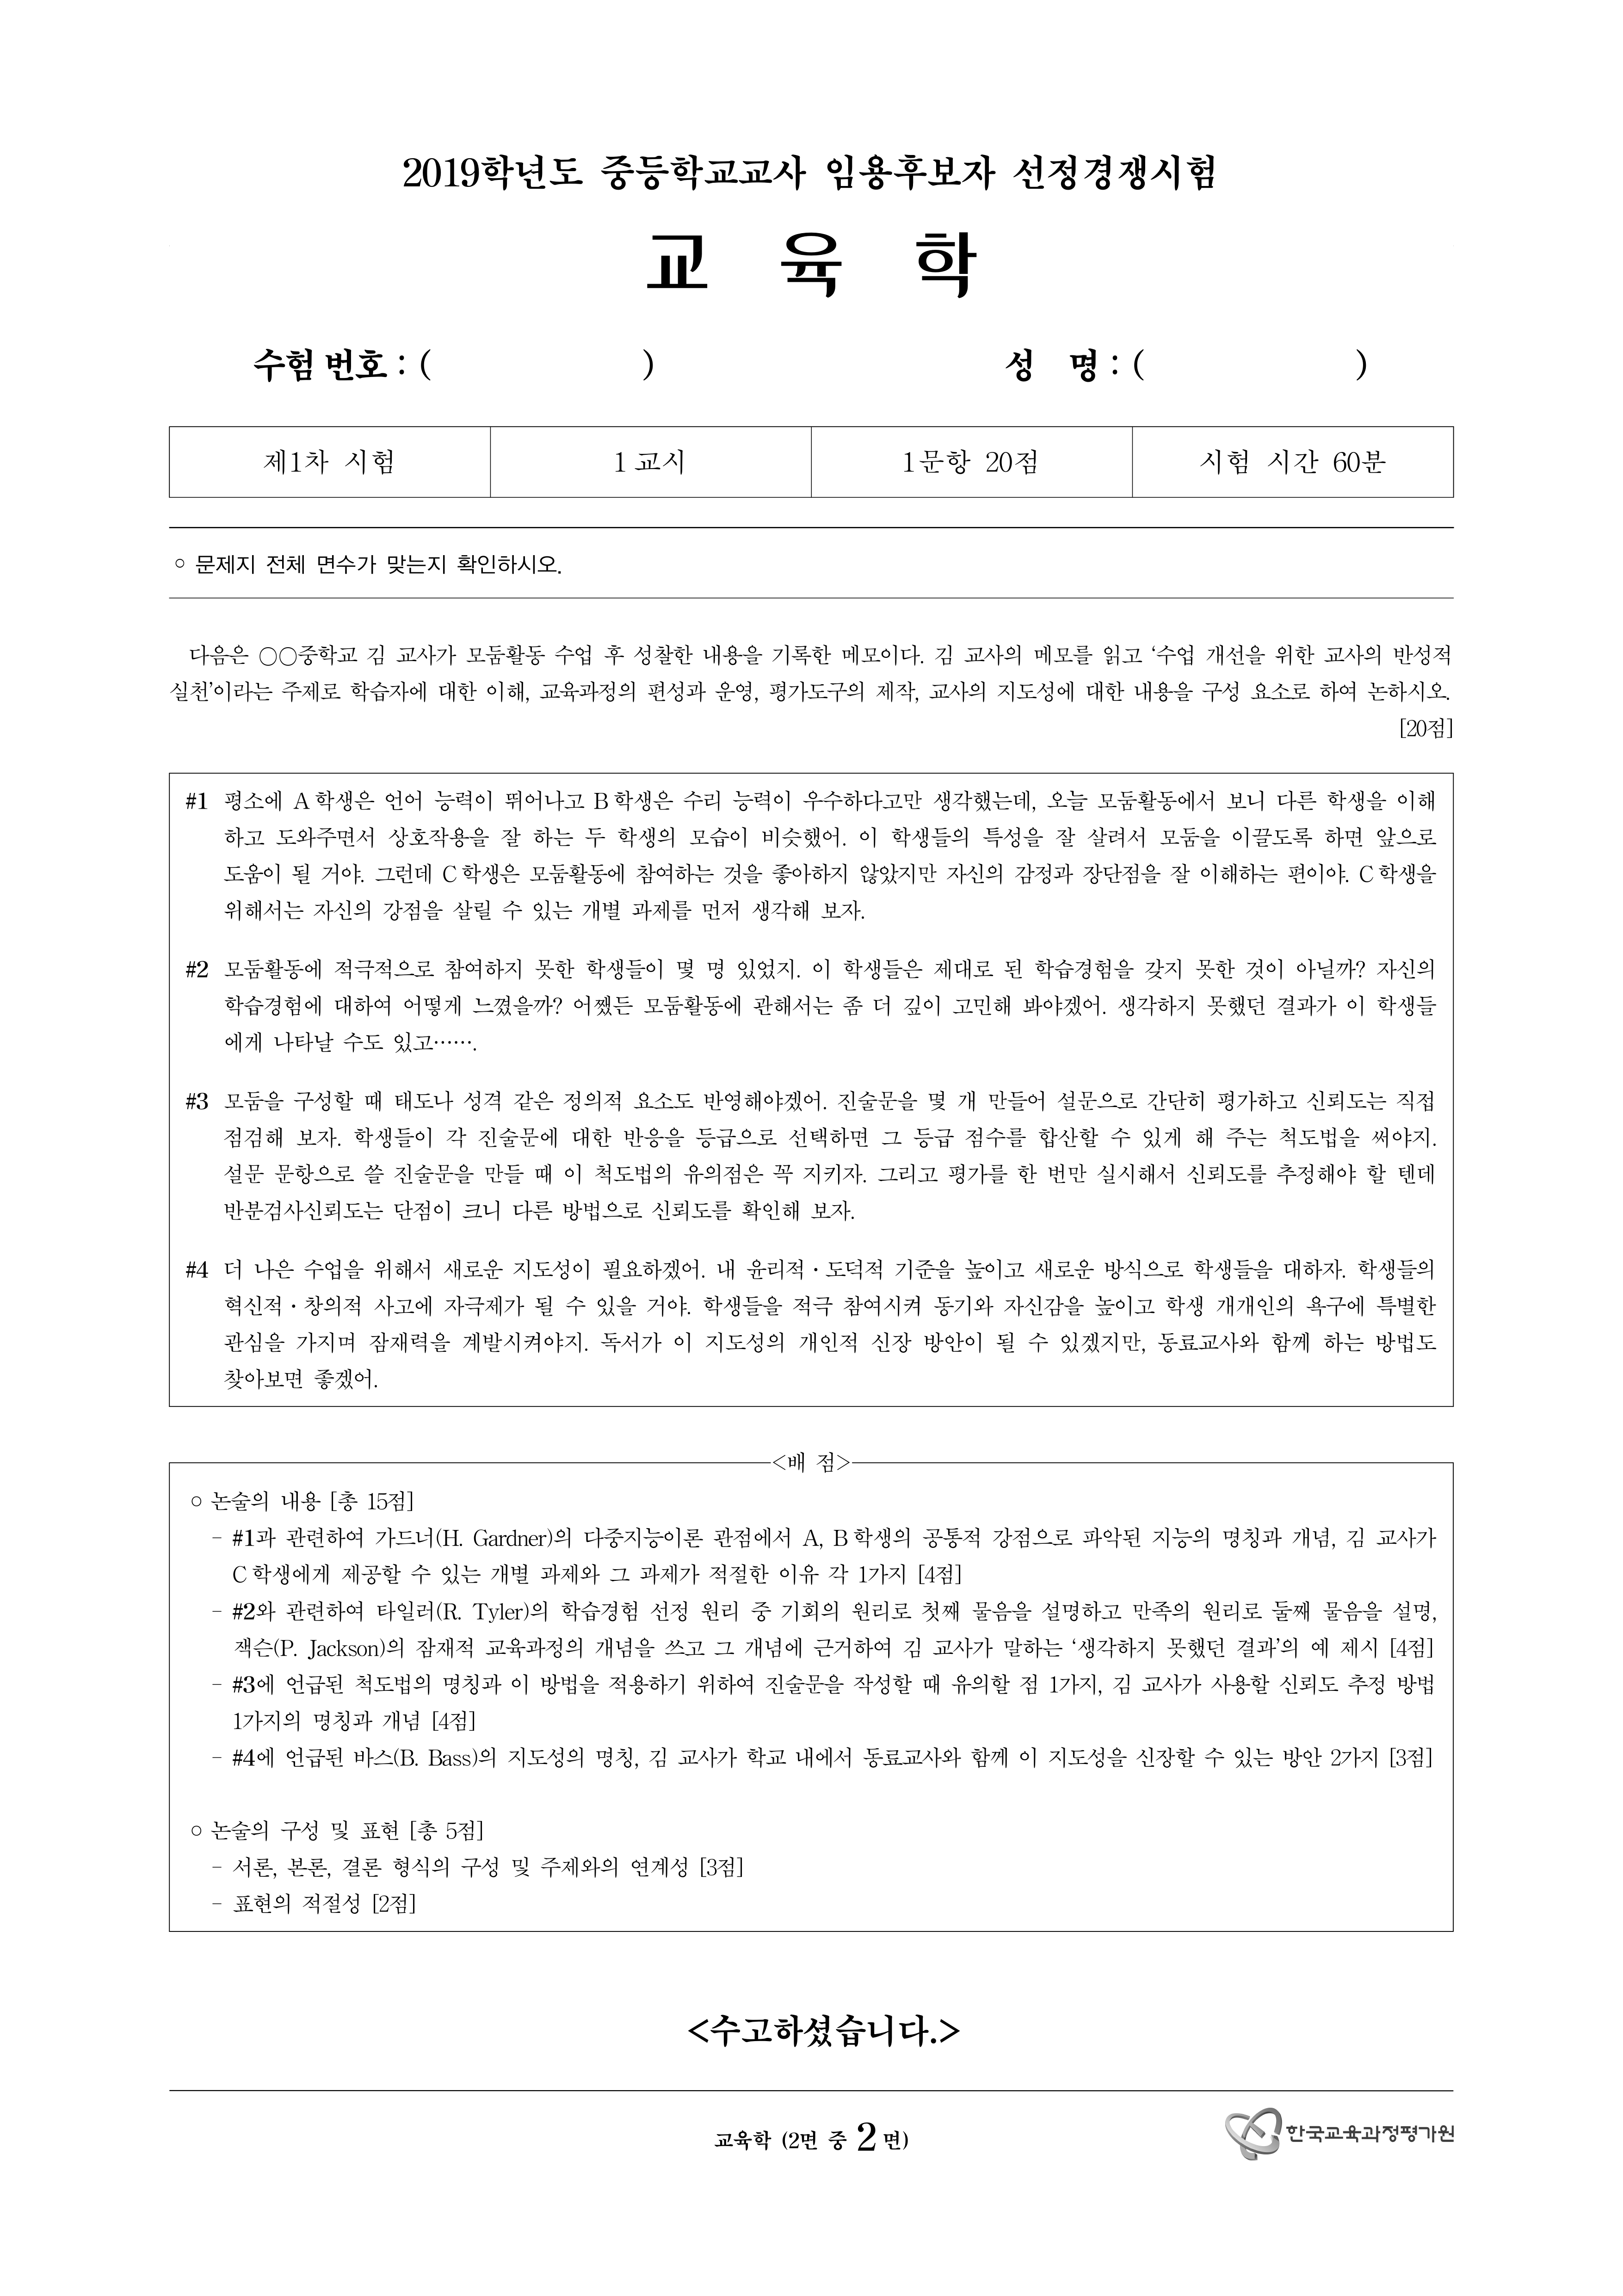 2019학년도 중등학교교사 임용후보자 선정경쟁시험
교 육 학
수험 번호 : ( ) 성 명 : ( )
제1차 시험 1 교시 1문항 20점 시험 시간 60분
○ 문제지 전체 면수가 맞는지 확인하시오.
다음은 ○○중학교 김 교사가 모둠활동 수업 후 성찰한 내용을 기록한 메모이다. 김 교사의 메모를 읽고 ‘수업 개선을 위한 교사의 반성적
실천’이라는 주제로 학습자에 대한 이해, 교육과정의 편성과 운영, 평가도구의 제작, 교사의 지도성에 대한 내용을 구성 요소로 하여 논하시오.
[20점]
#1 평소에 A학생은 언어 능력이 뛰어나고 B학생은 수리 능력이 우수하다고만 생각했는데, 오늘 모둠활동에서 보니 다른 학생을 이해
하고 도와주면서 상호작용을 잘 하는 두 학생의 모습이 비슷했어. 이 학생들의 특성을 잘 살려서 모둠을 이끌도록 하면 앞으로
도움이 될 거야. 그런데 C학생은 모둠활동에 참여하는 것을 좋아하지 않았지만 자신의 감정과 장단점을 잘 이해하는 편이야. C학생을
위해서는 자신의 강점을 살릴 수 있는 개별 과제를 먼저 생각해 보자.
#2 모둠활동에 적극적으로 참여하지 못한 학생들이 몇 명 있었지. 이 학생들은 제대로 된 학습경험을 갖지 못한 것이 아닐까? 자신의
학습경험에 대하여 어떻게 느꼈을까? 어쨌든 모둠활동에 관해서는 좀 더 깊이 고민해 봐야겠어. 생각하지 못했던 결과가 이 학생들
에게 나타날 수도 있고…….
#3 모둠을 구성할 때 태도나 성격 같은 정의적 요소도 반영해야겠어. 진술문을 몇 개 만들어 설문으로 간단히 평가하고 신뢰도는 직접
점검해 보자. 학생들이 각 진술문에 대한 반응을 등급으로 선택하면 그 등급 점수를 합산할 수 있게 해 주는 척도법을 써야지.
설문 문항으로 쓸 진술문을 만들 때 이 척도법의 유의점은 꼭 지키자. 그리고 평가를 한 번만 실시해서 신뢰도를 추정해야 할 텐데
반분검사신뢰도는 단점이 크니 다른 방법으로 신뢰도를 확인해 보자.
#4 더 나은 수업을 위해서 새로운 지도성이 필요하겠어. 내 윤리적·도덕적 기준을 높이고 새로운 방식으로 학생들을 대하자. 학생들의
혁신적·창의적 사고에 자극제가 될 수 있을 거야. 학생들을 적극 참여시켜 동기와 자신감을 높이고 학생 개개인의 욕구에 특별한
관심을 가지며 잠재력을 계발시켜야지. 독서가 이 지도성의 개인적 신장 방안이 될 수 있겠지만, 동료교사와 함께 하는 방법도
찾아보면 좋겠어.
<배 점>
○ 논술의 내용 [총 15점]
- #1과 관련하여 가드너(H. Gardner)의 다중지능이론 관점에서 A, B학생의 공통적 강점으로 파악된 지능의 명칭과 개념, 김 교사가
C학생에게 제공할 수 있는 개별 과제와 그 과제가 적절한 이유 각 1가지 [4점]
- #2와 관련하여 타일러(R. Tyler)의 학습경험 선정 원리 중 기회의 원리로 첫째 물음을 설명하고 만족의 원리로 둘째 물음을 설명,
잭슨(P. Jackson)의 잠재적 교육과정의 개념을 쓰고 그 개념에 근거하여 김 교사가 말하는 ‘생각하지 못했던 결과’의 예 제시 [4점]
- #3에 언급된 척도법의 명칭과 이 방법을 적용하기 위하여 진술문을 작성할 때 유의할 점 1가지, 김 교사가 사용할 신뢰도 추정 방법
1가지의 명칭과 개념 [4점]
- #4에 언급된 바스(B. Bass)의 지도성의 명칭, 김 교사가 학교 내에서 동료교사와 함께 이 지도성을 신장할 수 있는 방안 2가지 [3점]
○ 논술의 구성 및 표현 [총 5점]
- 서론, 본론, 결론 형식의 구성 및 주제와의 연계성 [3점]
- 표현의 적절성 [2점]
<수고하셨습니다.>
교육학 (2면 중 2 면)
한국교육과정평가원